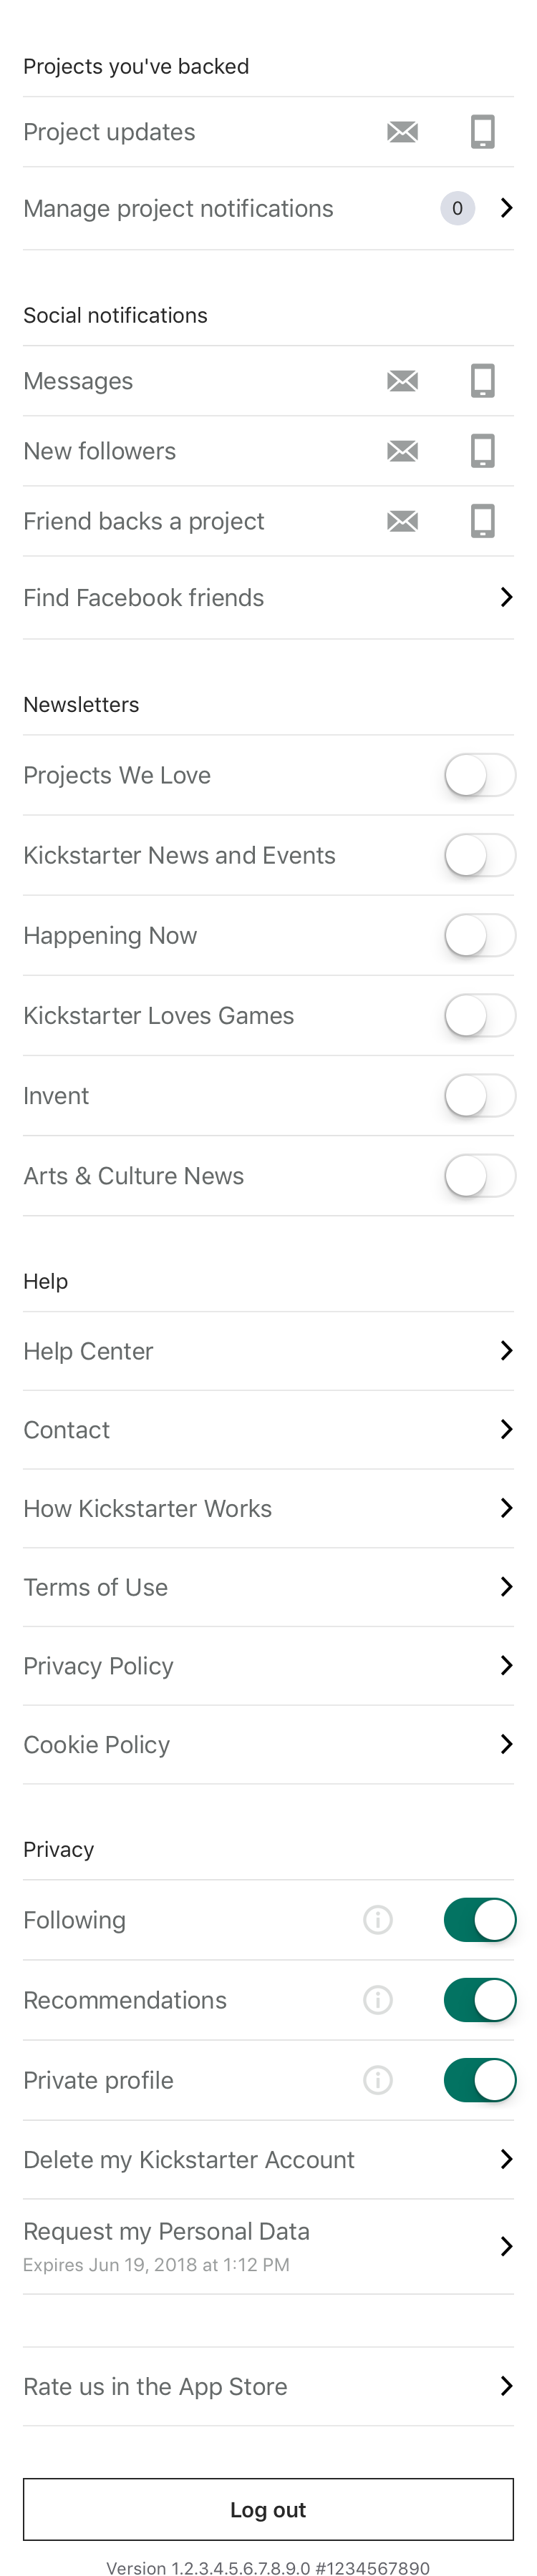 Projects you've backed
Project updates
Manage project notifications 0
Social notifications
Messages
New followers
Friend backs a project
Find Facebook friends
Newsletters
Projects We Love
Kickstarter News and Events
Happening Now
Kickstarter Loves Games
Invent
Arts & Culture News
Help
Help Center
Contact
How Kickstarter Works
Terms of Use
Privacy Policy
Cookie Policy
Privacy
Following
Recommendations
Private profile
Delete my Kickstarter Account
Request my Personal Data
Expires Jun 19, 2018 at 1:12 PM
Rate us in the App Store
Log out
Version 1.2.3.4.5.6.7.8.9.0 #1234567890